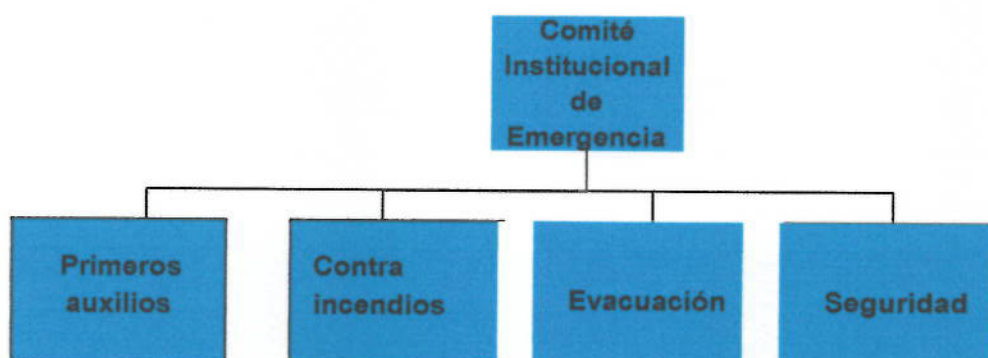 Comité
Institucional
de
Emergencia
Primeros
auxilios
Contra
incendios
Evacuación
Seguridad